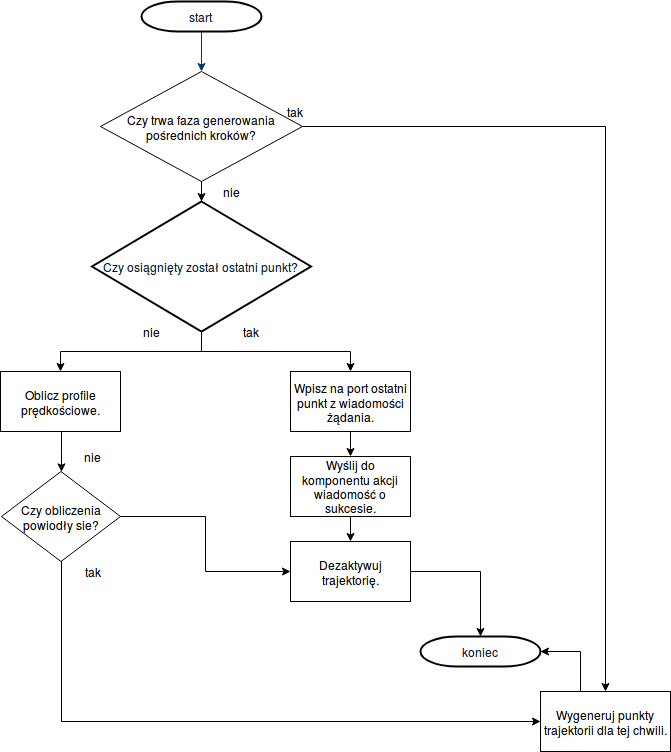 start
tak
Czy trwa faza generowania
pośrednich kroków?
nie
Czy osiągnięty został ostatni punkt?
nie
tak
Oblicz profile
prędkościowe.
Wpisz na port ostatni
punkt z wiadomości
żądania.
nie
Wyślij do
komponentu akcji
wiadomość o
sukcesie.
Czy obliczenia
powiodły sie?
tak
Dezaktywuj
trajektorię.
koniec
Wygeneruj punkty
trajektorii dla tej chwili.